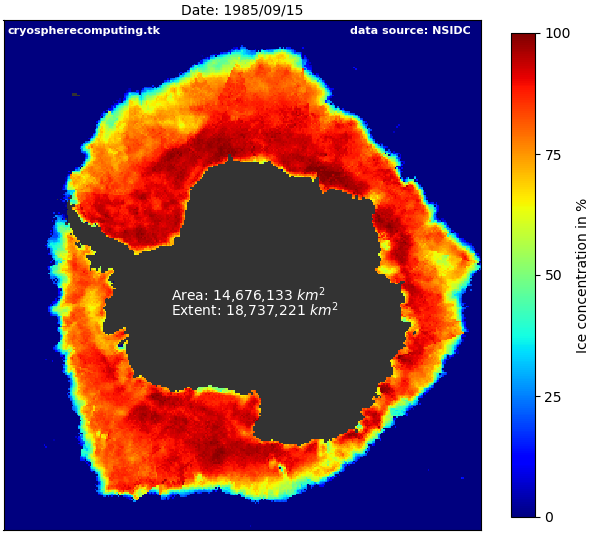 Date: 1985/09/15
cryospherecomputing.tk
data source: NSIDC
100
75
50
25
0
Ice concentration in %
Area: 14,676,133 km²
Extent: 18,737,221 km²